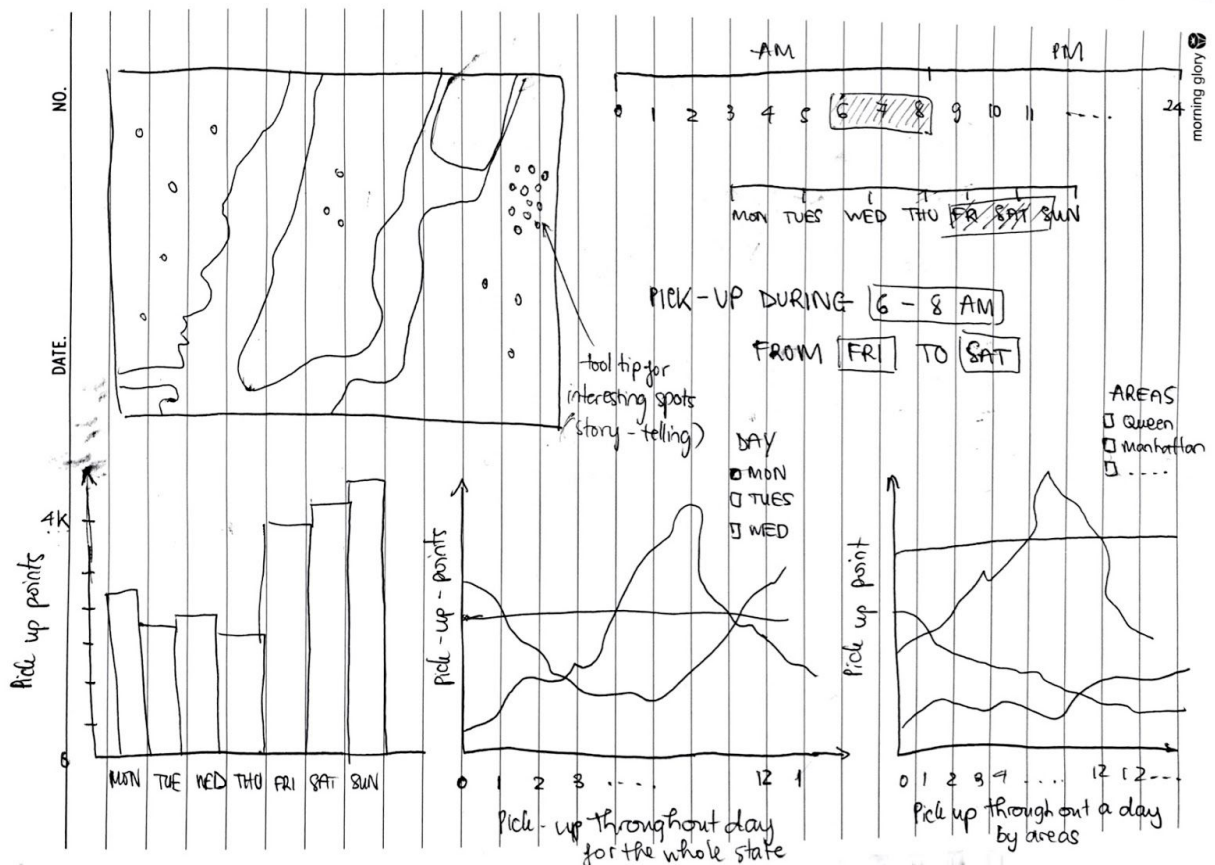 NO.
DATE.
morning glory
AM PM
0 1 2 3 4 5 6 7 8 9 10 11 ..... 24
MON TUES WED THU FRI SAT SUN
PICK-UP DURING 6 - 8 AM
FROM FRI TO SAT
tool tip for
interesting spots
(story-telling)
AREAS
Queen
Manhattan
.....
DAY
MON
TUES
WED
4K
0
Pick up points
MON TUE WED THU FRI SAT SUN
Pick-up-points
0 1 2 3 ..... 12 1
Pick-up throughout day
for the whole state
Pick up point
0 1 2 3 4 ..... 12 12 ...
Pick up throughout a day
by areas